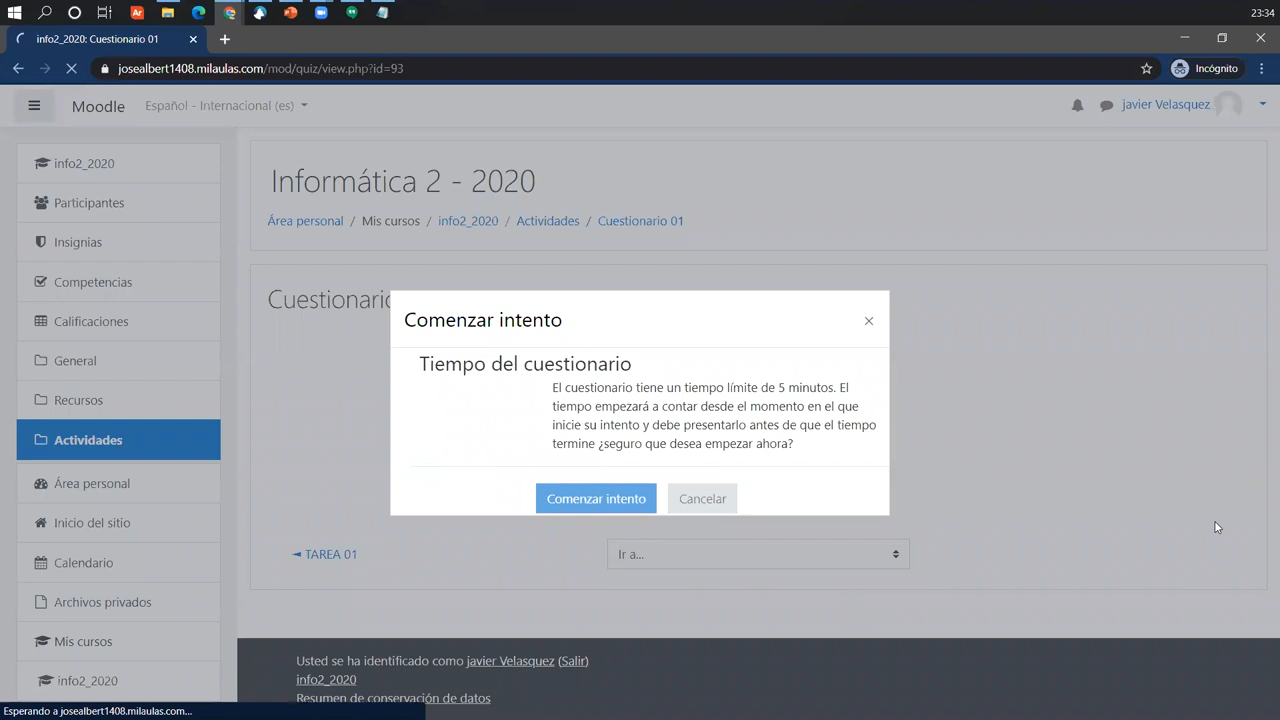 23:34
info2_2020: Cuestionario 01
josealbert1408.milaulas.com/mod/quiz/view.php?id=93
Incógnito
Moodle
Español - Internacional (es)
javier Velasquez
info2_2020
Participantes
Insignias
Competencias
Calificaciones
General
Recursos
Actividades
Área personal
Inicio del sitio
Calendario
Archivos privados
Mis cursos
info2_2020
Informática 2 - 2020
Área personal / Mis cursos / info2_2020 / Actividades / Cuestionario 01
Cuestionario
Comenzar intento
Tiempo del cuestionario
El cuestionario tiene un tiempo límite de 5 minutos. El
tiempo empezará a contar desde el momento en el que
inicie su intento y debe presentarlo antes de que el tiempo
termine ¿seguro que desea empezar ahora?
Comenzar intento
Cancelar
◄ TAREA 01
Ir a...
Usted se ha identificado como javier Velasquez (Salir)
info2_2020
Resumen de conservación de datos
Esperando a josealbert1408.milaulas.com...